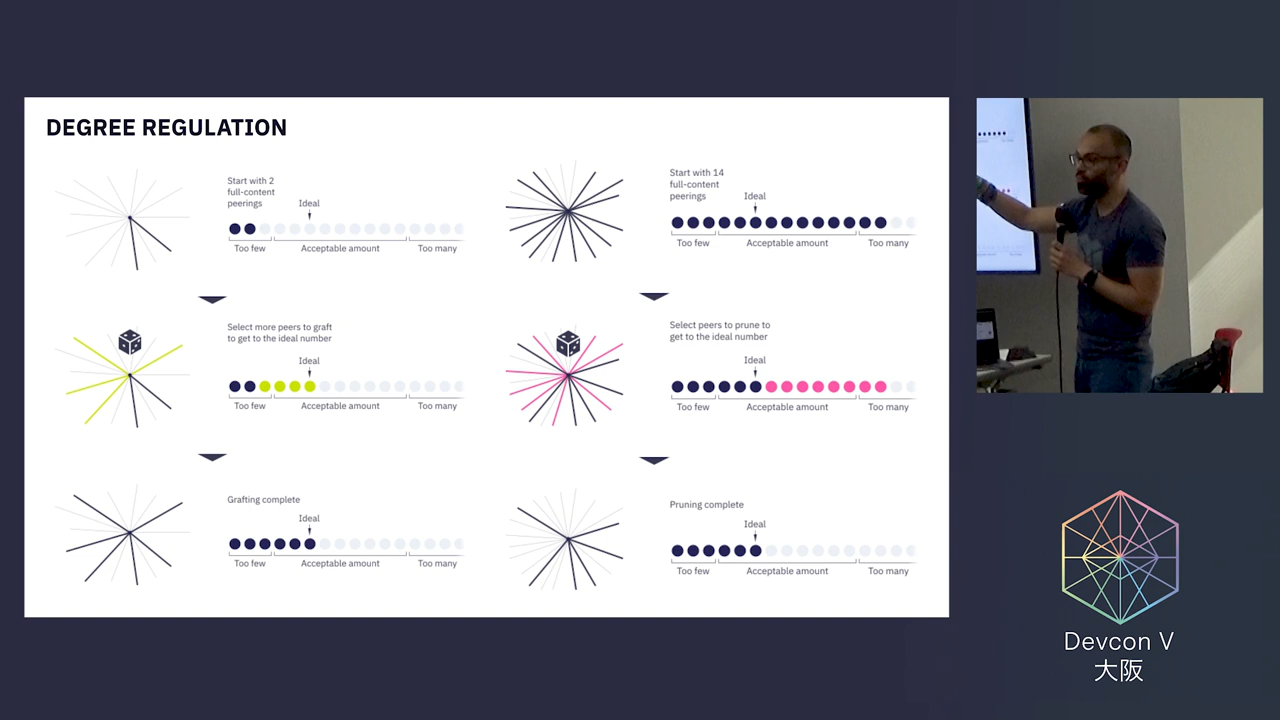 DEGREE REGULATION
Start with 2
full-content
peerings
Ideal
Too few
Acceptable amount
Too many
Start with 14
full-content
peerings
Ideal
Too few
Acceptable amount
Too many
Select more peers to graft
to get to the ideal number
Ideal
Too few
Acceptable amount
Too many
Select peers to prune to
get to the ideal number
Ideal
Too few
Acceptable amount
Too many
Grafting complete
Ideal
Too few
Acceptable amount
Too many
Pruning complete
Ideal
Too few
Acceptable amount
Too many
Devcon V
大阪